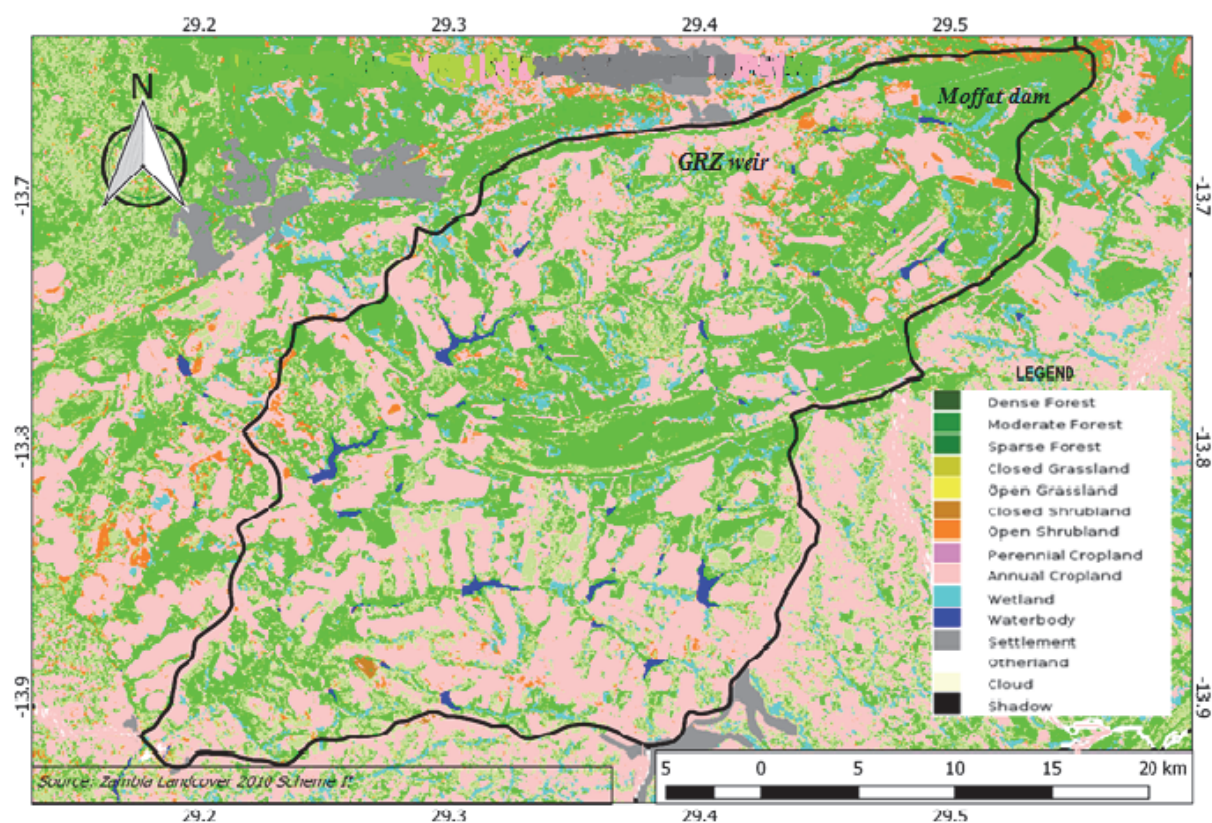 29.2 29.3 29.4 29.5
N
Moffat dam
GRZ weir
-13.7 -13.7
LEGEND
Dense Forest
Moderate Forest
Sparse Forest
Closed Grassland
Open Grassland
Closed Shrubland
Open Shrubland
Perennial Cropland
Annual Cropland
Wetland
Waterbody
Settlement
Otherland
Cloud
Shadow
-13.8 -13.8
-13.9 -13.9
5 0 5 10 15 20 km
Source: Zambia Landcover 2010 Scheme II
29.2 29.3 29.4 29.5